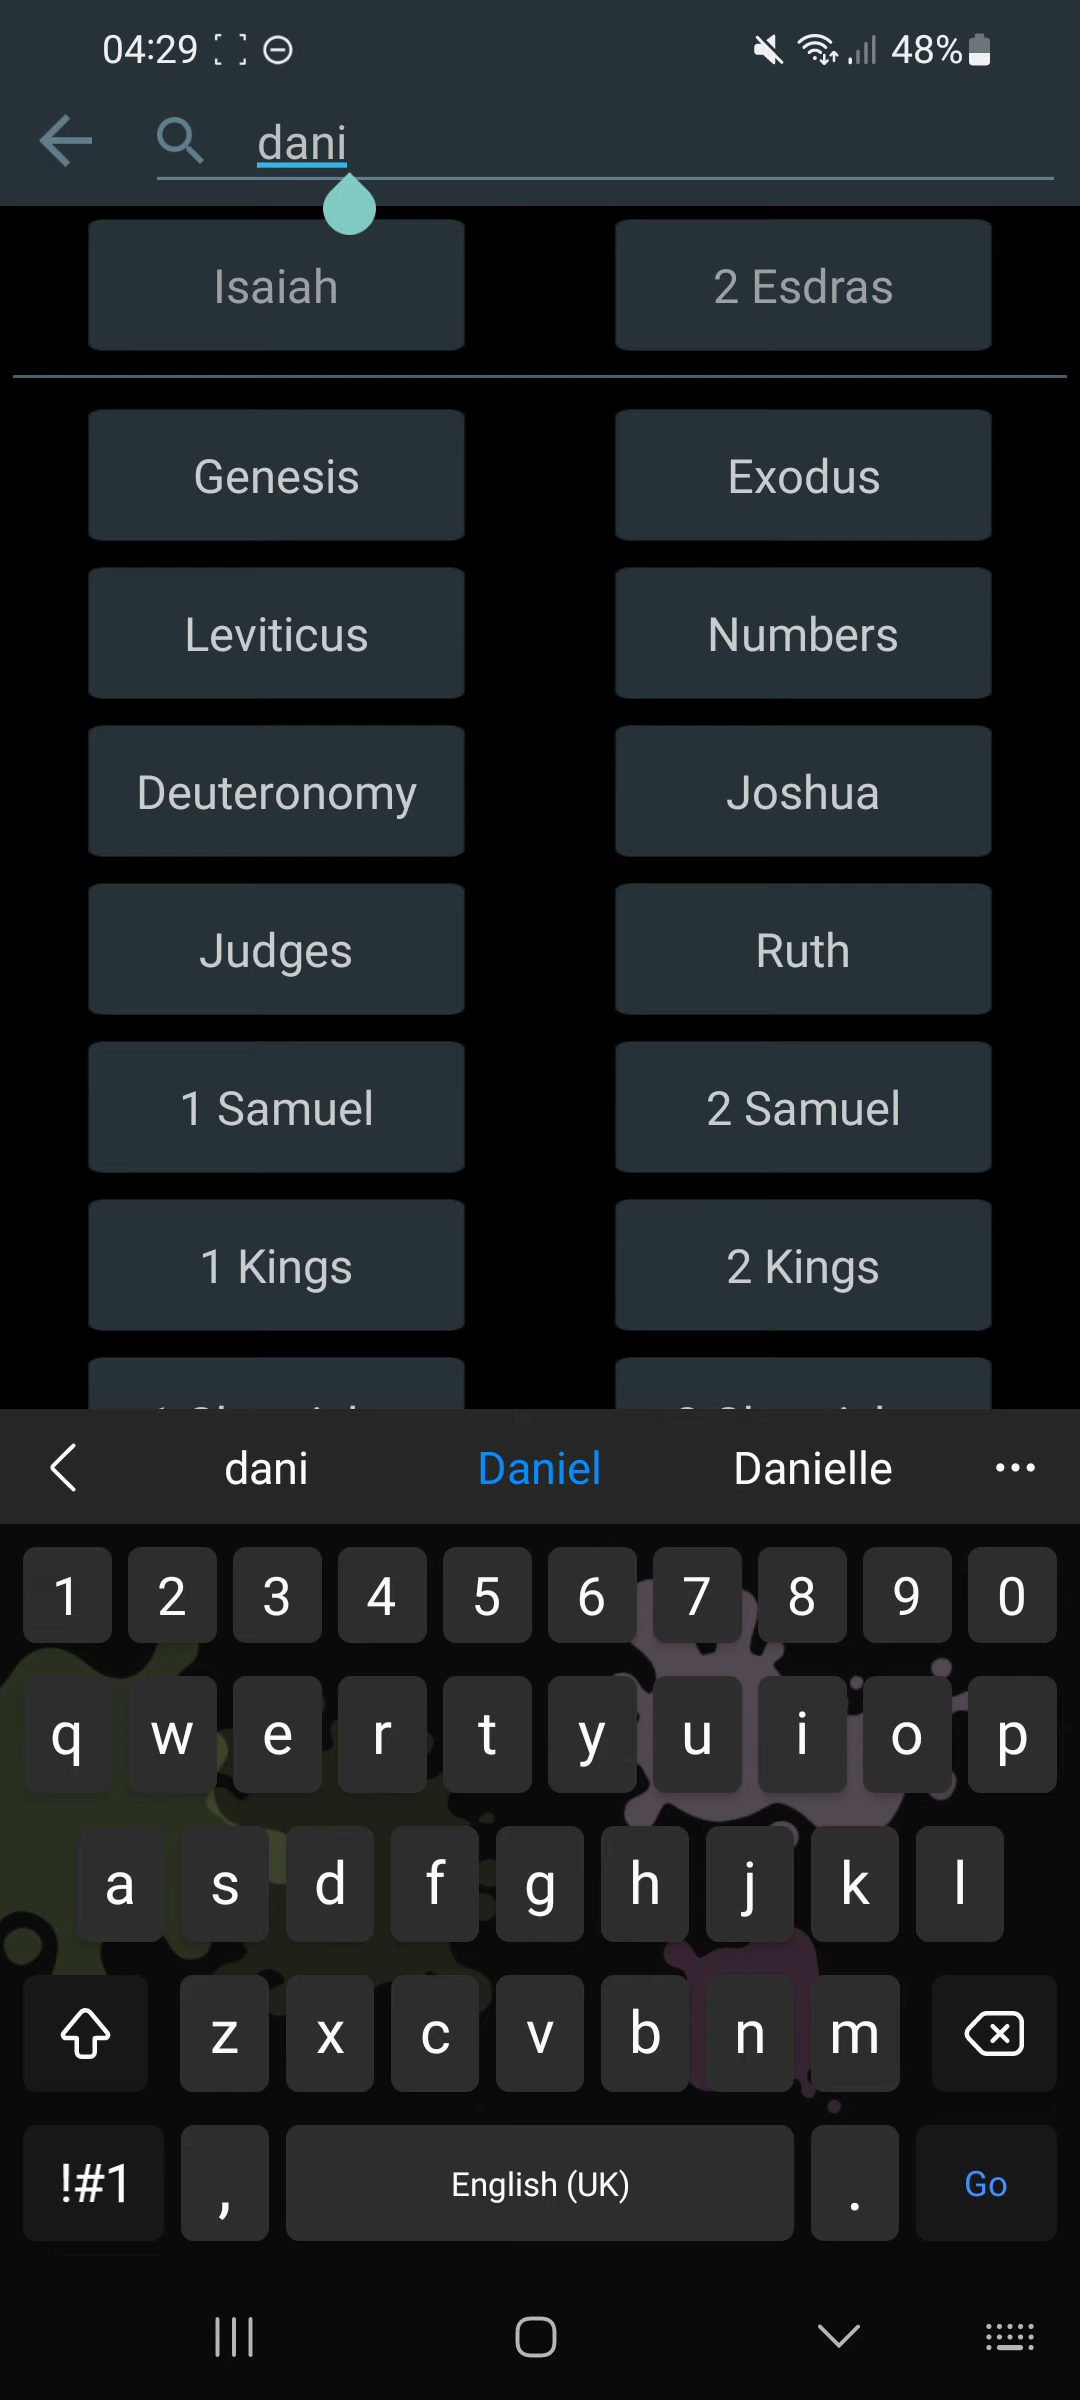 04:29 48%
dani
Isaiah 2 Esdras
Genesis Exodus
Leviticus Numbers
Deuteronomy Joshua
Judges Ruth
1 Samuel 2 Samuel
1 Kings 2 Kings
dani Daniel Danielle
1 2 3 4 5 6 7 8 9 0
q w e r t y u i o p
a s d f g h j k l
z x c v b n m
!#1 , English (UK) . Go